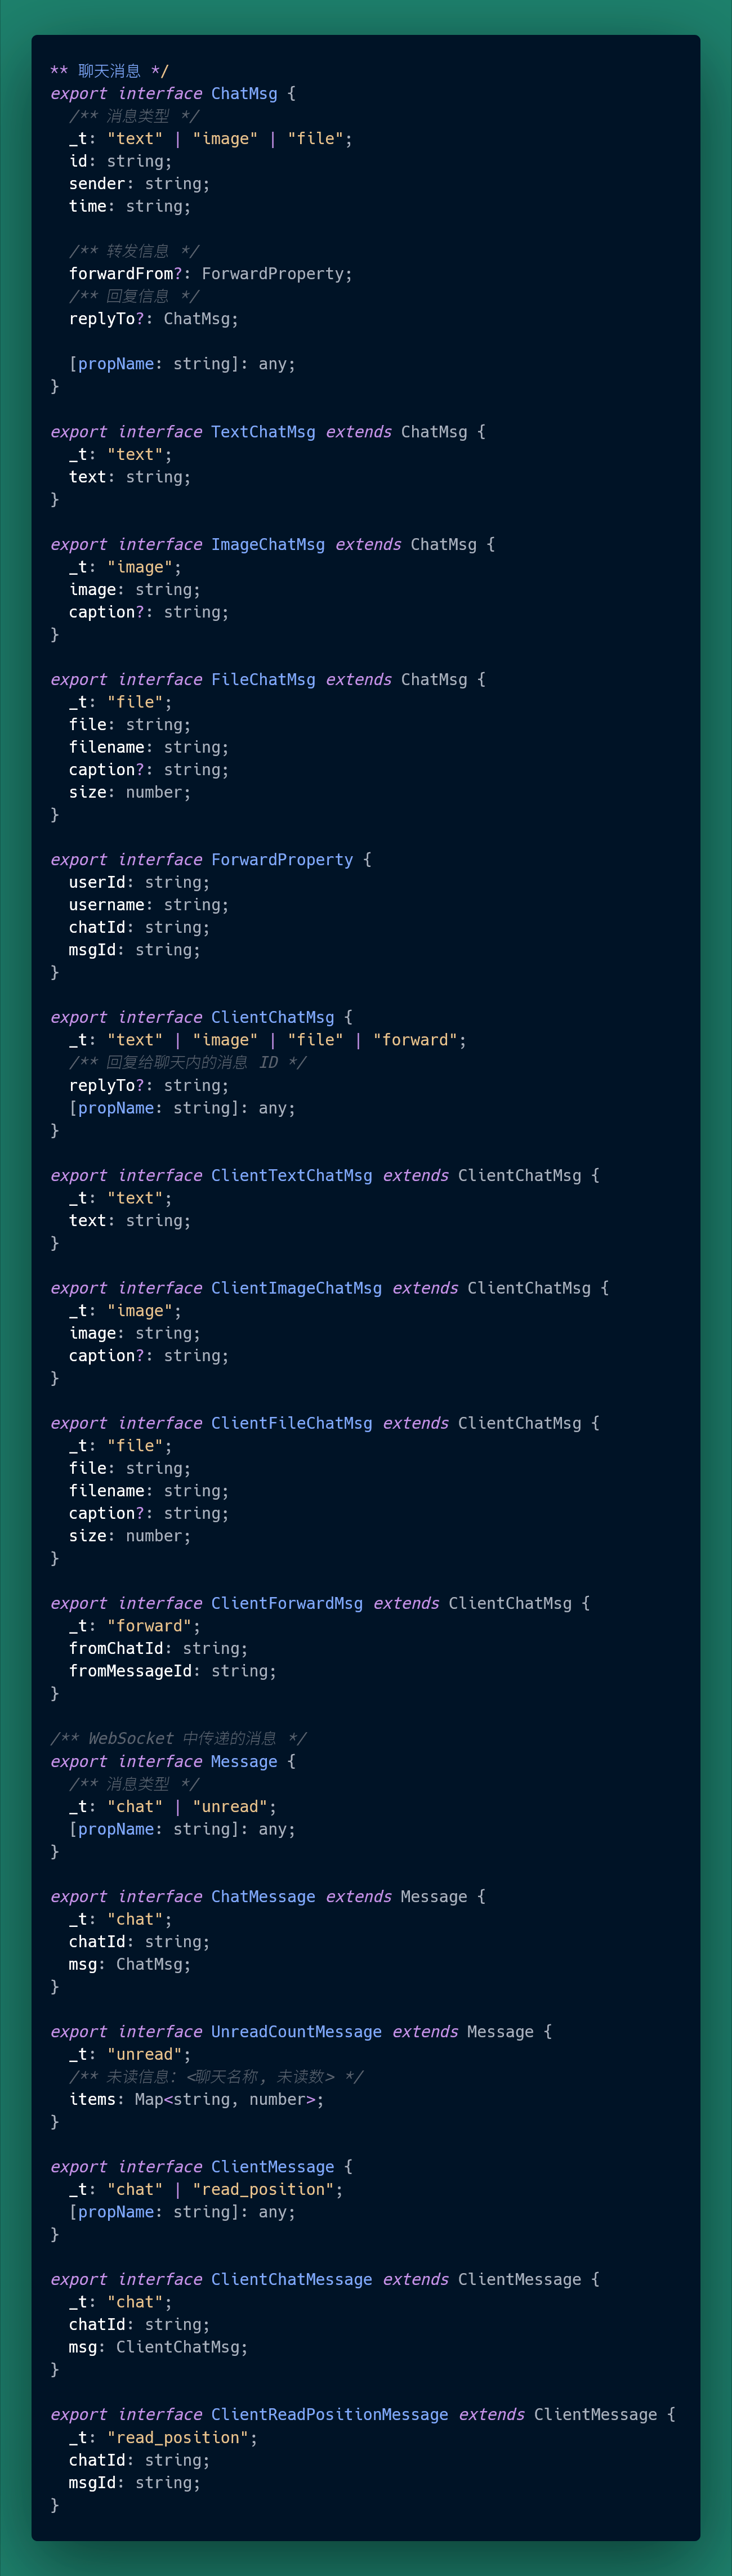 ** 聊天消息 */
export interface ChatMsg {
  /** 消息类型 */
  _t: "text" | "image" | "file";
  id: string;
  sender: string;
  time: string;

  /** 转发信息 */
  forwardFrom?: ForwardProperty;
  /** 回复信息 */
  replyTo?: ChatMsg;

  [propName: string]: any;
}

export interface TextChatMsg extends ChatMsg {
  _t: "text";
  text: string;
}

export interface ImageChatMsg extends ChatMsg {
  _t: "image";
  image: string;
  caption?: string;
}

export interface FileChatMsg extends ChatMsg {
  _t: "file";
  file: string;
  filename: string;
  caption?: string;
  size: number;
}

export interface ForwardProperty {
  userId: string;
  username: string;
  chatId: string;
  msgId: string;
}

export interface ClientChatMsg {
  _t: "text" | "image" | "file" | "forward";
  /** 回复给聊天内的消息 ID */
  replyTo?: string;
  [propName: string]: any;
}

export interface ClientTextChatMsg extends ClientChatMsg {
  _t: "text";
  text: string;
}

export interface ClientImageChatMsg extends ClientChatMsg {
  _t: "image";
  image: string;
  caption?: string;
}

export interface ClientFileChatMsg extends ClientChatMsg {
  _t: "file";
  file: string;
  filename: string;
  caption?: string;
  size: number;
}

export interface ClientForwardMsg extends ClientChatMsg {
  _t: "forward";
  fromChatId: string;
  fromMessageId: string;
}

/** WebSocket 中传递的消息 */
export interface Message {
  /** 消息类型 */
  _t: "chat" | "unread";
  [propName: string]: any;
}

export interface ChatMessage extends Message {
  _t: "chat";
  chatId: string;
  msg: ChatMsg;
}

export interface UnreadCountMessage extends Message {
  _t: "unread";
  /** 未读信息：<聊天名称, 未读数> */
  items: Map<string, number>;
}

export interface ClientMessage {
  _t: "chat" | "read_position";
  [propName: string]: any;
}

export interface ClientChatMessage extends ClientMessage {
  _t: "chat";
  chatId: string;
  msg: ClientChatMsg;
}

export interface ClientReadPositionMessage extends ClientMessage {
  _t: "read_position";
  chatId: string;
  msgId: string;
}